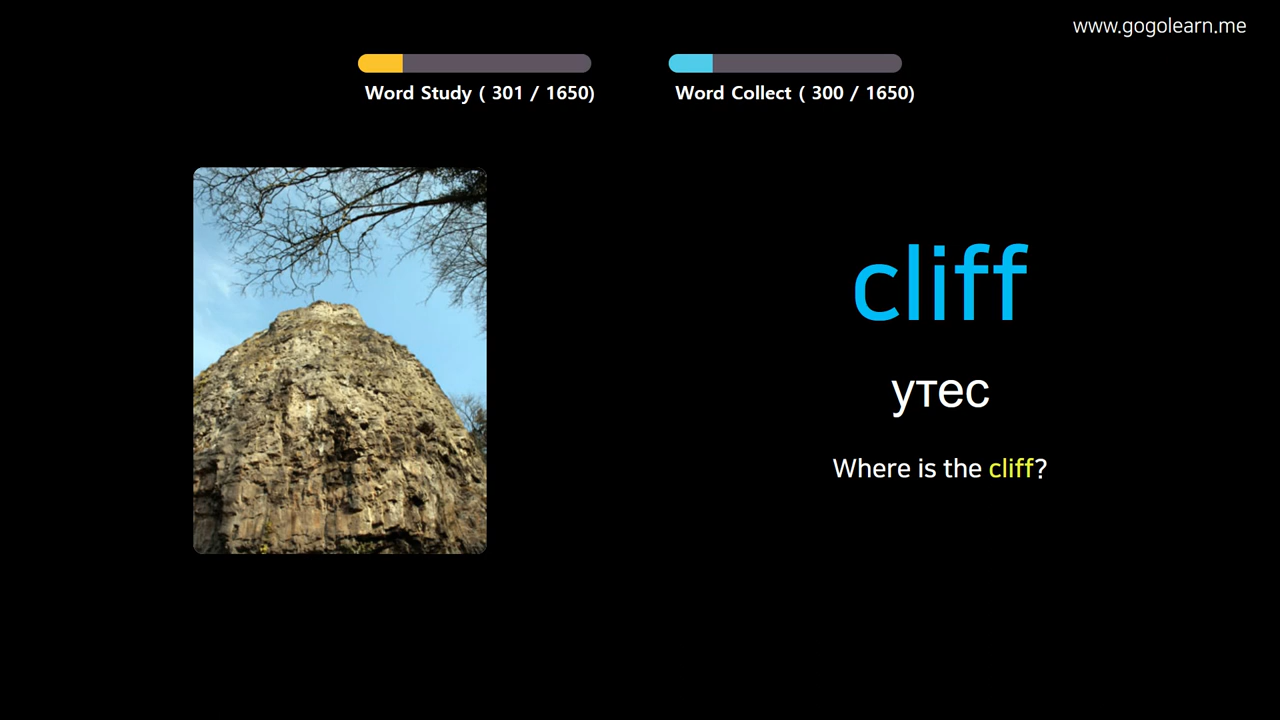 www.gogolearn.me
Word Study ( 301 / 1650)
Word Collect ( 300 / 1650)
cliff
утес
Where is the cliff?